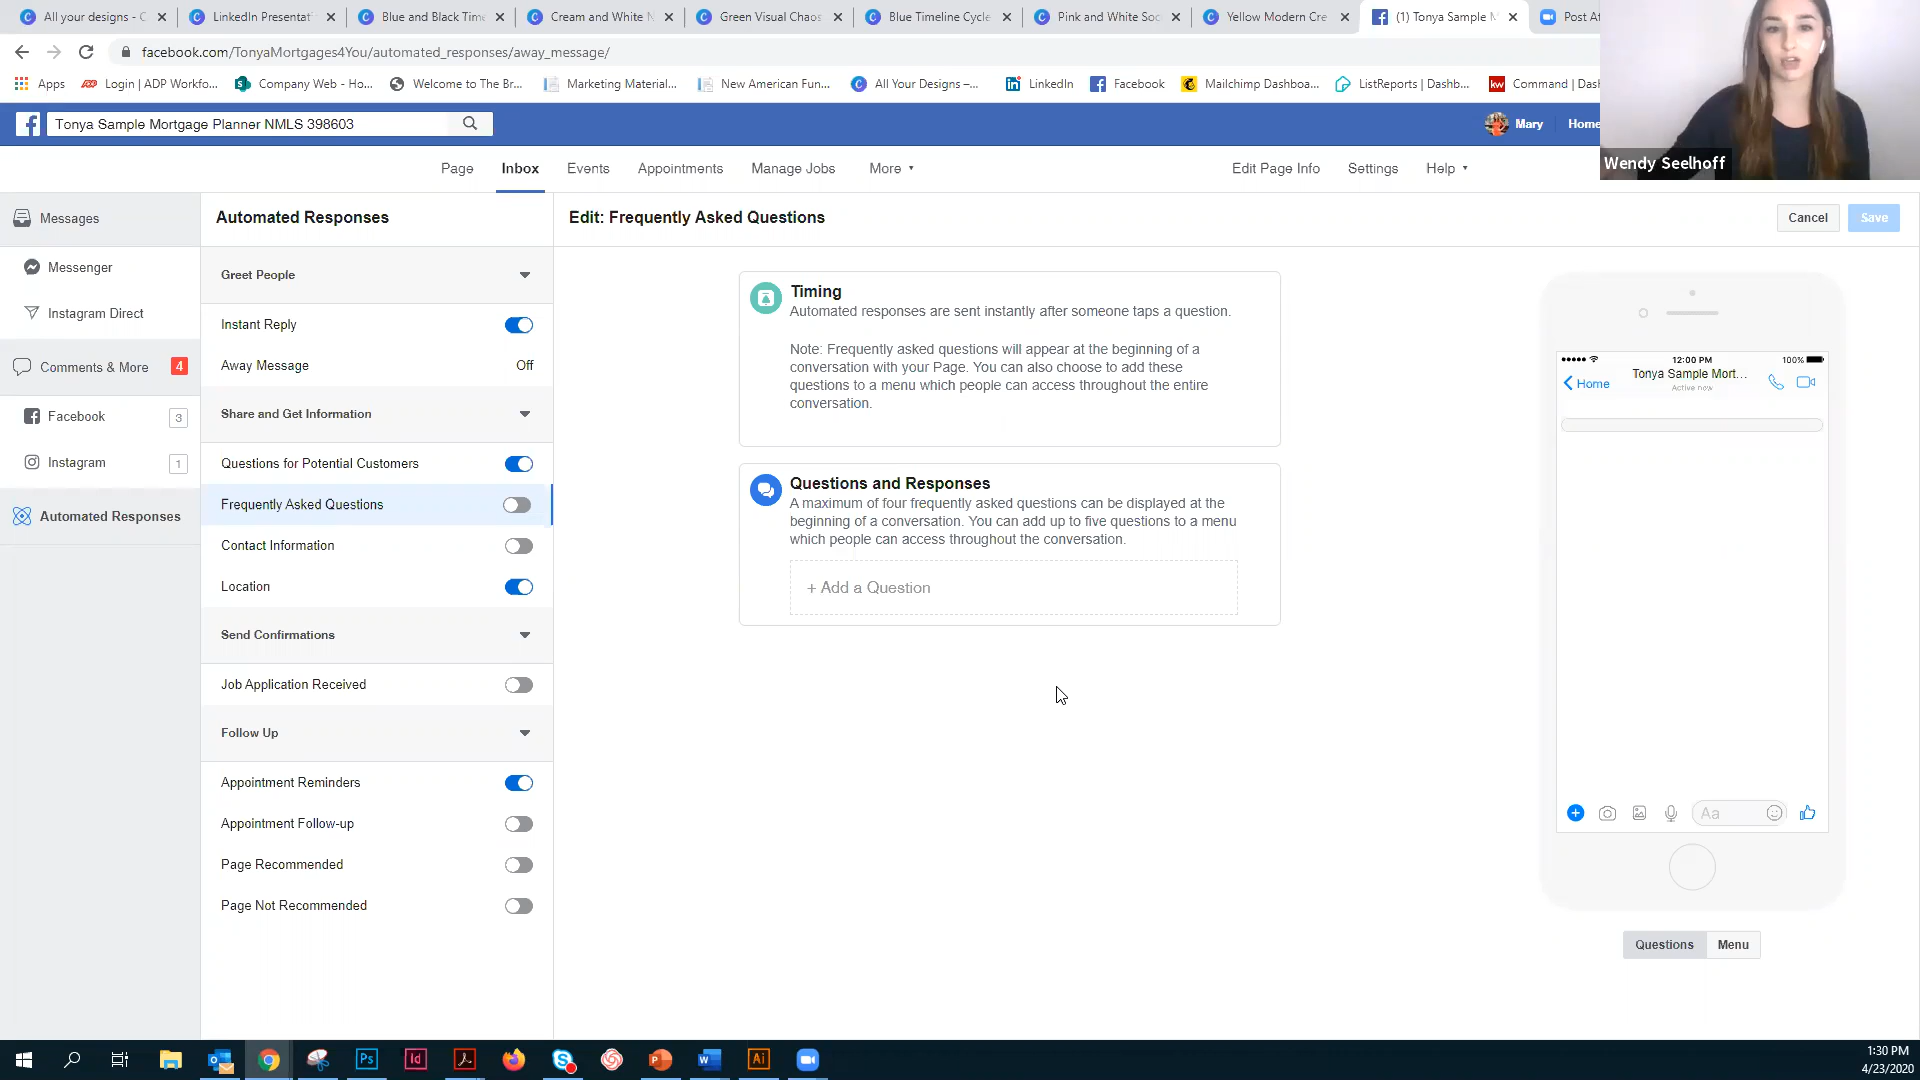 All your designs - C
LinkedIn Presentat
Blue and Black Time
Cream and White N
Green Visual Chaos
Blue Timeline Cycle
Pink and White Soc
Yellow Modern Cre
(1) Tonya Sample M
Post At
facebook.com/TonyaMortgages4You/automated_responses/away_message/
Apps
Login | ADP Workfo...
Company Web - Ho...
Welcome to The Br...
Marketing Material...
New American Fun...
All Your Designs –...
LinkedIn
Facebook
Mailchimp Dashboa...
ListReports | Dashb...
Command | Das
Tonya Sample Mortgage Planner NMLS 398603
Mary
Home
Wendy Seelhoff
Page
Inbox
Events
Appointments
Manage Jobs
More
Edit Page Info
Settings
Help
Messages
Messenger
Instagram Direct
Comments & More
4
Facebook
3
Instagram
1
Automated Responses
Automated Responses
Greet People
Instant Reply
Away Message
Off
Share and Get Information
Questions for Potential Customers
Frequently Asked Questions
Contact Information
Location
Send Confirmations
Job Application Received
Follow Up
Appointment Reminders
Appointment Follow-up
Page Recommended
Page Not Recommended
Edit: Frequently Asked Questions
Cancel
Save
Timing
Automated responses are sent instantly after someone taps a question.
Note: Frequently asked questions will appear at the beginning of a
conversation with your Page. You can also choose to add these
questions to a menu which people can access throughout the entire
conversation.
Questions and Responses
A maximum of four frequently asked questions can be displayed at the
beginning of a conversation. You can add up to five questions to a menu
which people can access throughout the conversation.
+ Add a Question
12:00 PM
100%
Home
Tonya Sample Mort...
Active now
Aa
Questions
Menu
1:30 PM
4/23/2020